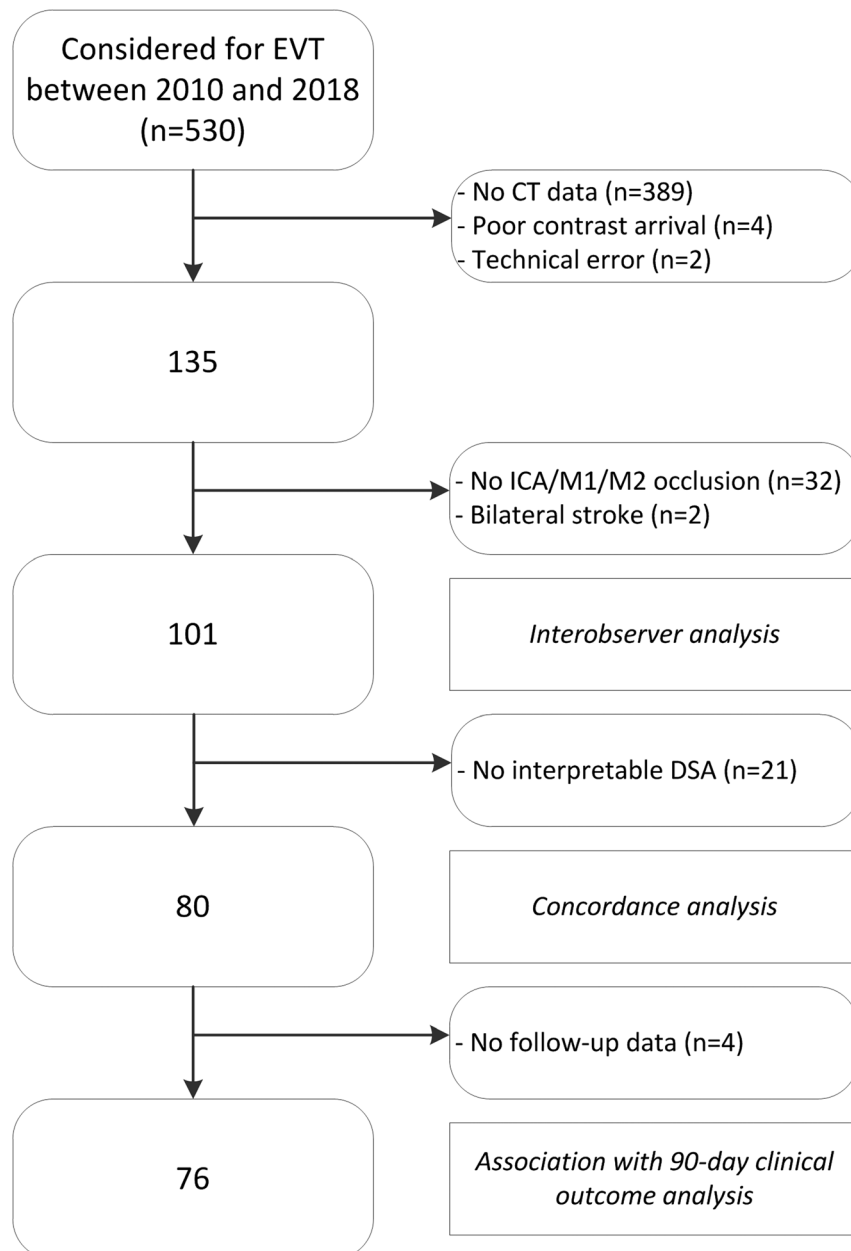 Considered for EVT
between 2010 and 2018
(n=530)
- No CT data (n=389)
- Poor contrast arrival (n=4)
- Technical error (n=2)
135
- No ICA/M1/M2 occlusion (n=32)
- Bilateral stroke (n=2)
101
Interobserver analysis
- No interpretable DSA (n=21)
80
Concordance analysis
- No follow-up data (n=4)
76
Association with 90-day clinical
outcome analysis